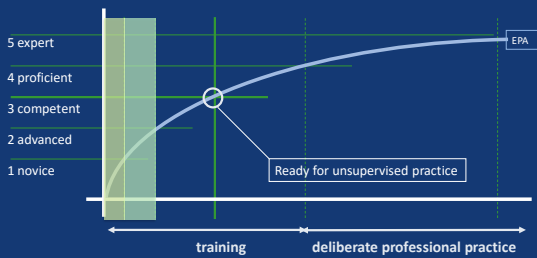 5 expert
EPA
4 proficient
3 competent
2 advanced
1 novice
Ready for unsupervised practice
training
deliberate professional practice